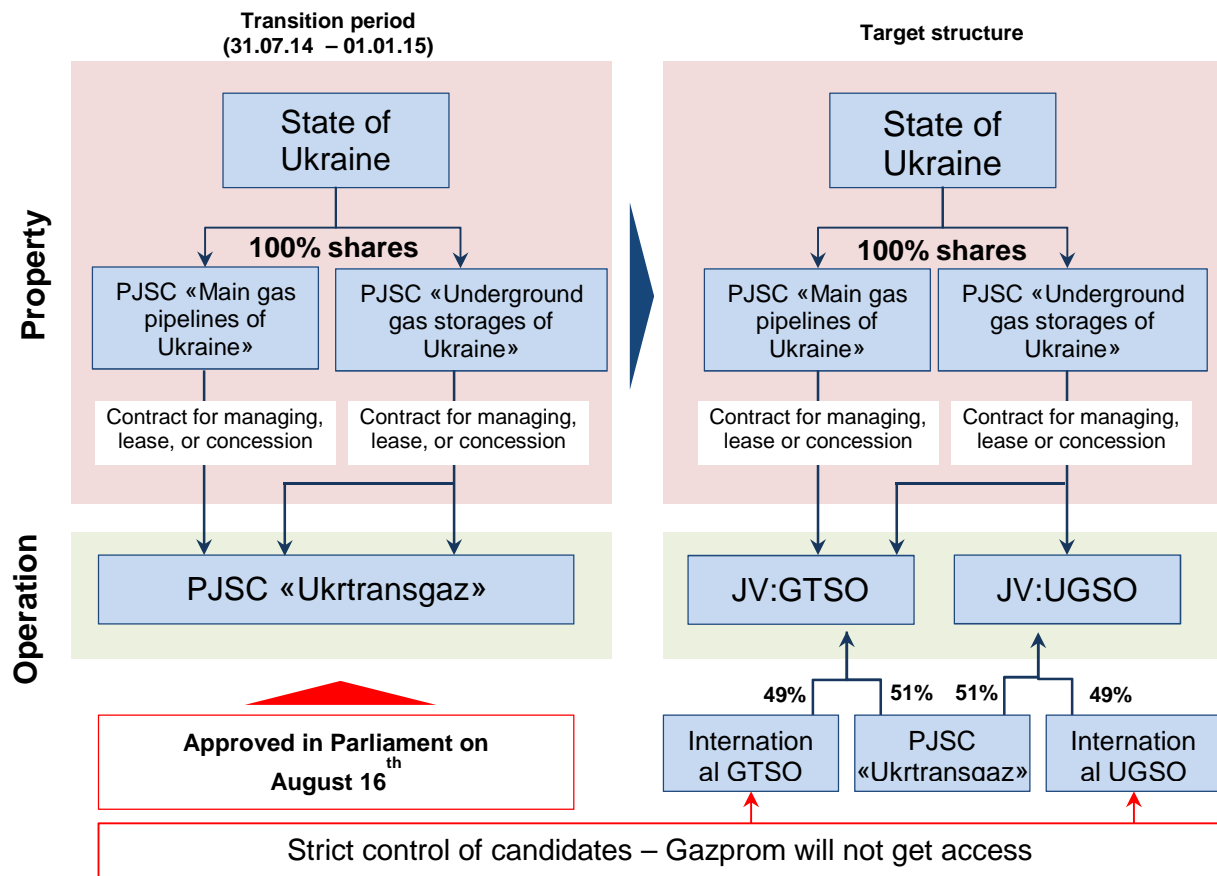 Transition period
(31.07.14 – 01.01.15)
Target structure
Property
State of
Ukraine
100% shares
PJSC «Main gas
pipelines of
Ukraine»
PJSC «Underground
gas storages of
Ukraine»
Contract for managing,
lease, or concession
Contract for managing,
lease, or concession
State of
Ukraine
100% shares
PJSC «Main gas
pipelines of
Ukraine»
PJSC «Underground
gas storages of
Ukraine»
Contract for managing,
lease or concession
Contract for managing,
lease or concession
Operation
PJSC «Ukrtransgaz»
JV:GTSO
JV:UGSO
49%
51%
51%
49%
Approved in Parliament on
August 16th
Internation
al GTSO
PJSC
«Ukrtransgaz»
Internation
al UGSO
Strict control of candidates – Gazprom will not get access